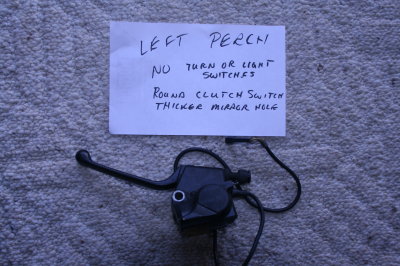 LEFT PERCH
NO TURN OR LIGHT
SWITCHES
ROUND CLUTCH SWITCH
THICKER MIRROR HOLE